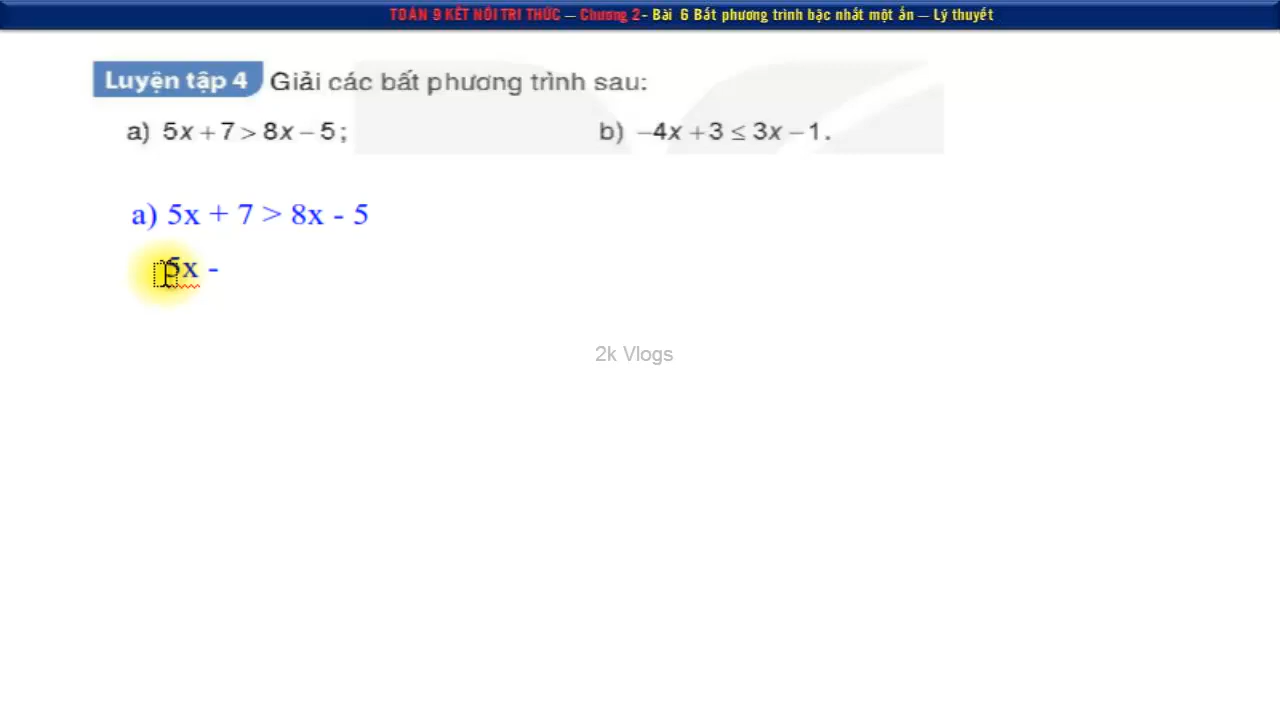 TOÁN 9 KẾT NỐI TRI THỨC – Chương 2- Bài 6 Bất phương trình bậc nhất một ẩn – Lý thuyết
Luyện tập 4 Giải các bất phương trình sau:
a) 5x + 7 > 8x – 5; b) –4x + 3 ≤ 3x – 1.
a) 5x + 7 > 8x - 5
5x -
2k Vlogs